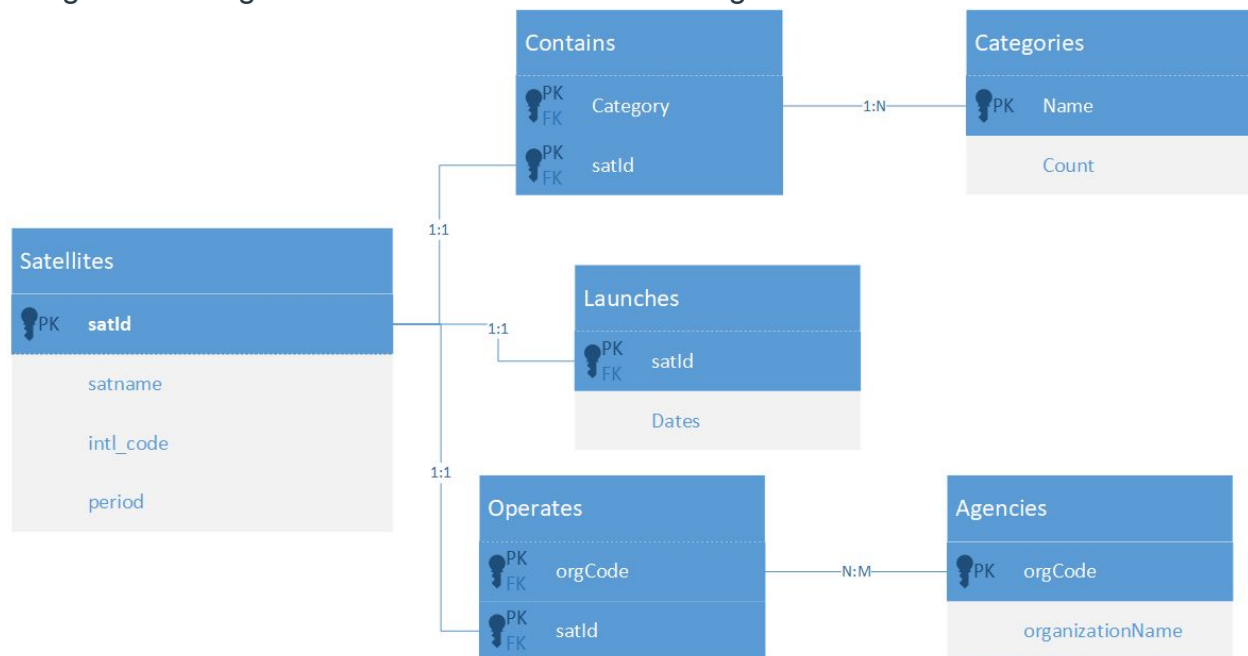 Contains
PK
FK
Category
PK
FK
satId
1:N
Categories
PK
Name
Count
1:1
Satellites
PK
satId
satname
intl_code
period
1:1
Launches
PK
FK
satId
Dates
1:1
Operates
PK
FK
orgCode
PK
FK
satId
N:M
Agencies
PK
orgCode
organizationName